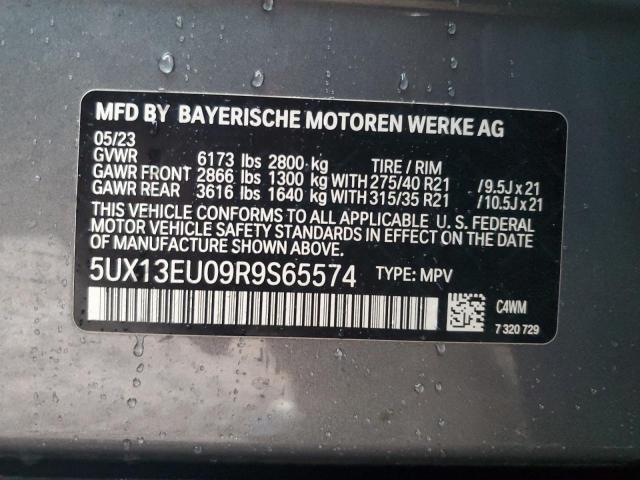 MFD BY BAYERISCHE MOTOREN WERKE AG
05/23
GVWR 6173 lbs 2800 kg TIRE / RIM
GAWR FRONT 2866 lbs 1300 kg WITH 275/40 R21 /9.5J x 21
GAWR REAR 3616 lbs 1640 kg WITH 315/35 R21 /10.5J x 21
THIS VEHICLE CONFORMS TO ALL APPLICABLE U. S. FEDERAL
MOTOR VEHICLE SAFETY STANDARDS IN EFFECT ON THE DATE
OF MANUFACTURE SHOWN ABOVE.
5UX13EU09R9S65574 TYPE: MPV
C4WM
7 320 729